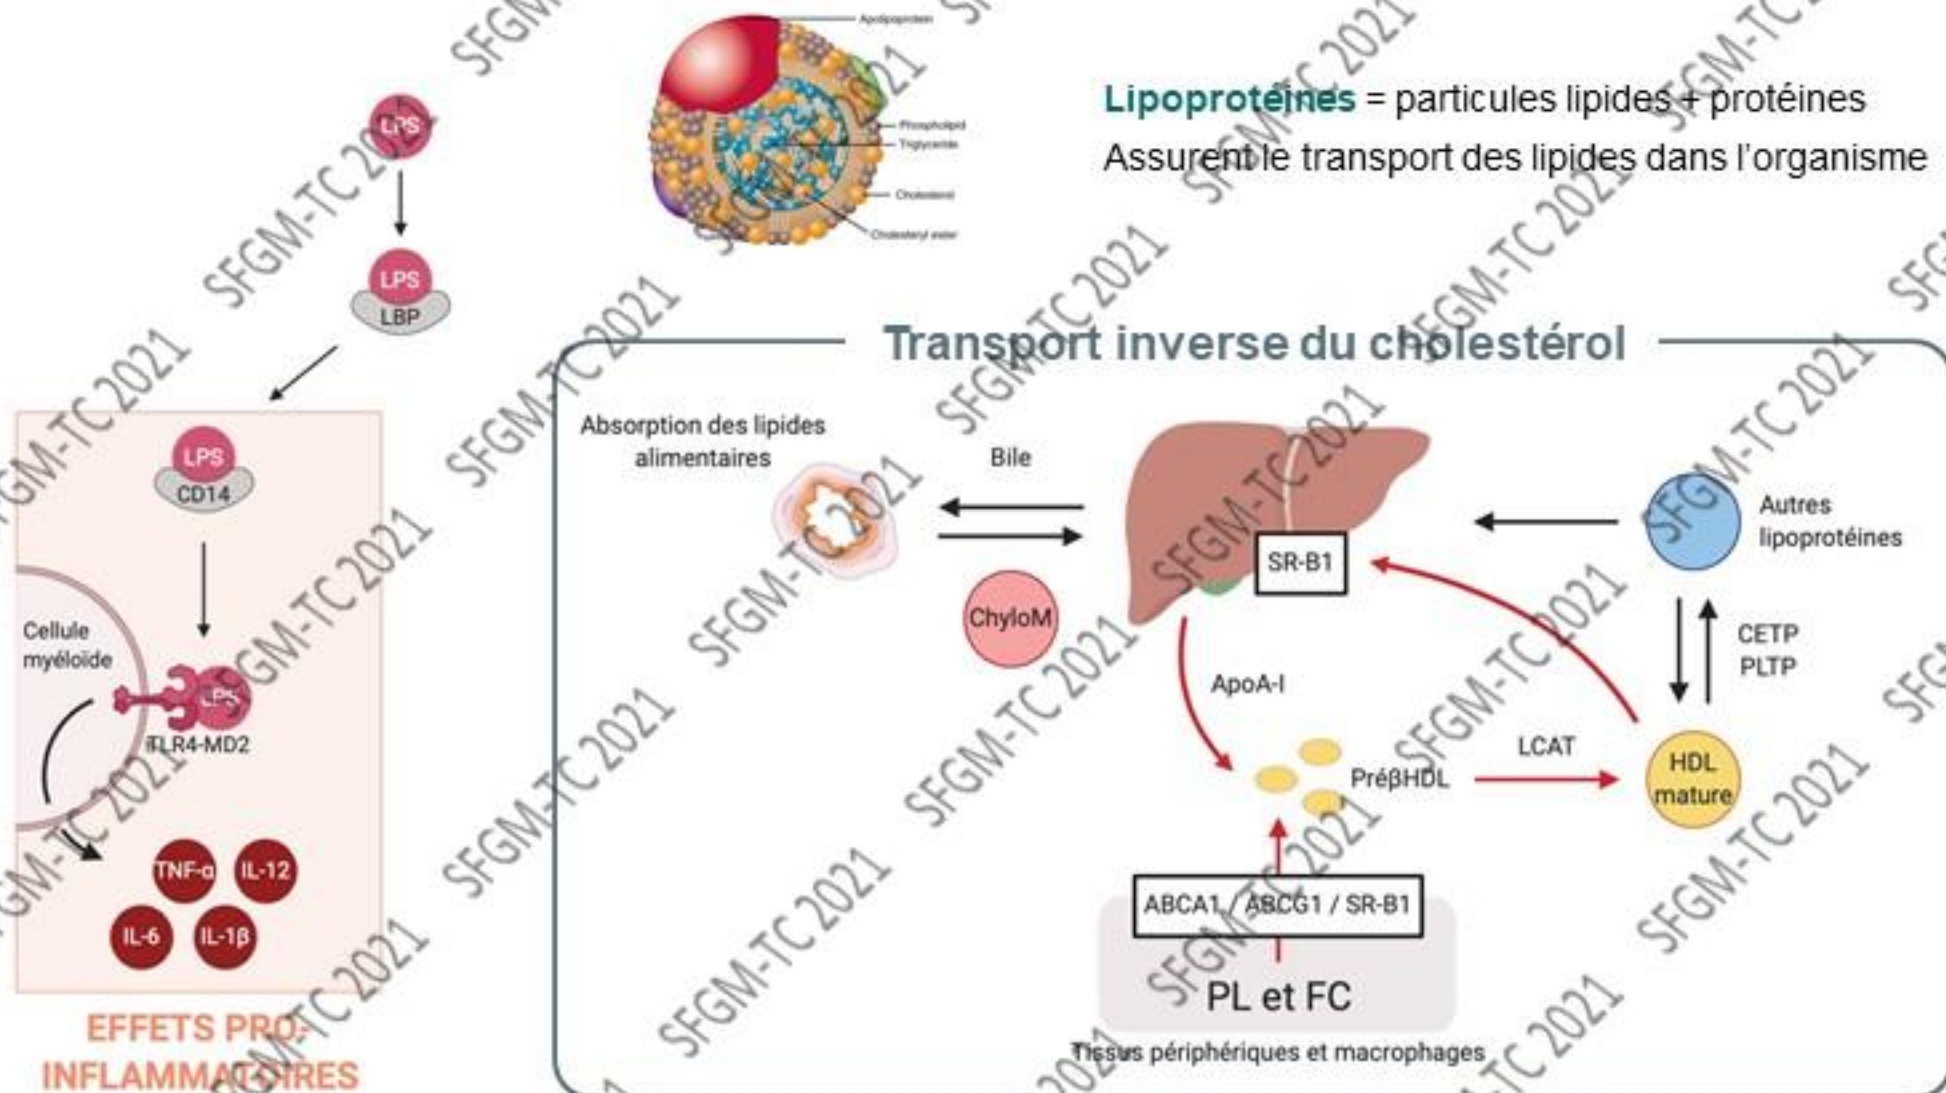 Apolipoprotein
Phospholipid
Triglyceride
Cholesterol
Cholesteryl ester
Lipoprotéines = particules lipides + protéines
Assurent le transport des lipides dans l'organisme
LPS
LPS
LBP
LPS
CD14
Cellule
myéloïde
LPS
TLR4-MD2
TNF-α
IL-12
IL-6
IL-1β
EFFETS PRO-
INFLAMMATOIRES
Transport inverse du cholestérol
Absorption des lipides
alimentaires
Bile
ChyloM
SR-B1
Autres
lipoprotéines
CETP
PLTP
ApoA-I
PréβHDL
LCAT
HDL
mature
ABCA1 / ABCG1 / SR-B1
PL et FC
Tissus périphériques et macrophages
SFGM-TC 2021